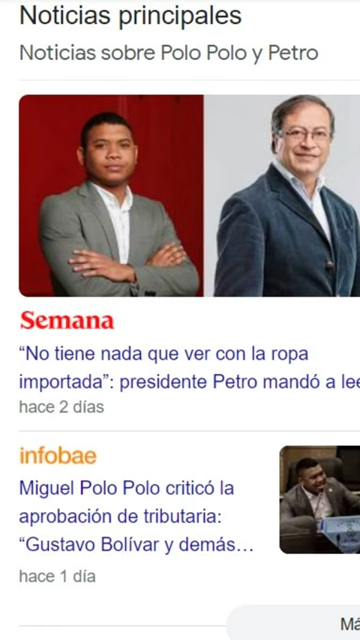 Noticias principales
Noticias sobre Polo Polo y Petro
Semana
“No tiene nada que ver con la ropa
importada”: presidente Petro mandó a lee
hace 2 días
infobae
Miguel Polo Polo criticó la
aprobación de tributaria:
“Gustavo Bolívar y demás...
hace 1 día
Má